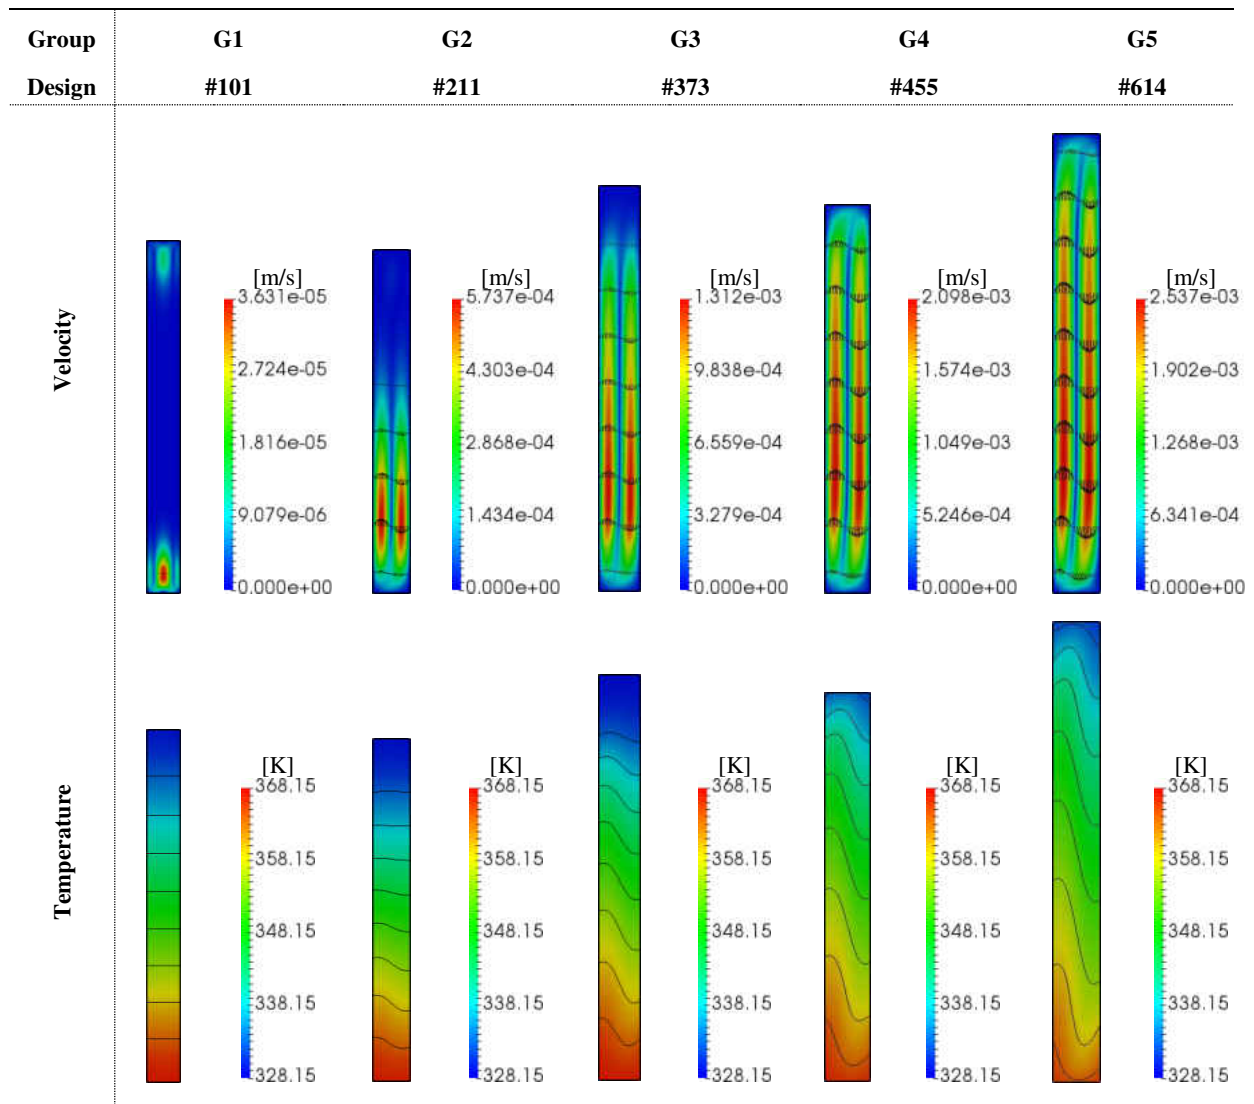 Group G1 G2 G3 G4 G5
Design #101 #211 #373 #455 #614
Velocity
[m/s] [m/s] [m/s] [m/s] [m/s]
3.631e-05 5.737e-04 1.312e-03 2.098e-03 2.537e-03
2.724e-05 4.303e-04 9.838e-04 1.574e-03 1.902e-03
1.816e-05 2.868e-04 6.559e-04 1.049e-03 1.268e-03
9.079e-06 1.434e-04 3.279e-04 5.246e-04 6.341e-04
0.000e+00 0.000e+00 0.000e+00 0.000e+00 0.000e+00
Temperature
[K] [K] [K] [K] [K]
368.15 368.15 368.15 368.15 368.15
358.15 358.15 358.15 358.15 358.15
348.15 348.15 348.15 348.15 348.15
338.15 338.15 338.15 338.15 338.15
328.15 328.15 328.15 328.15 328.15